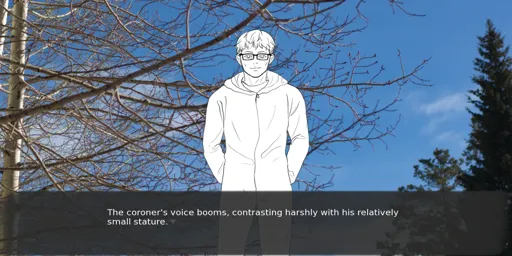 The coroner's voice booms, contrasting harshly with his relatively
small stature.